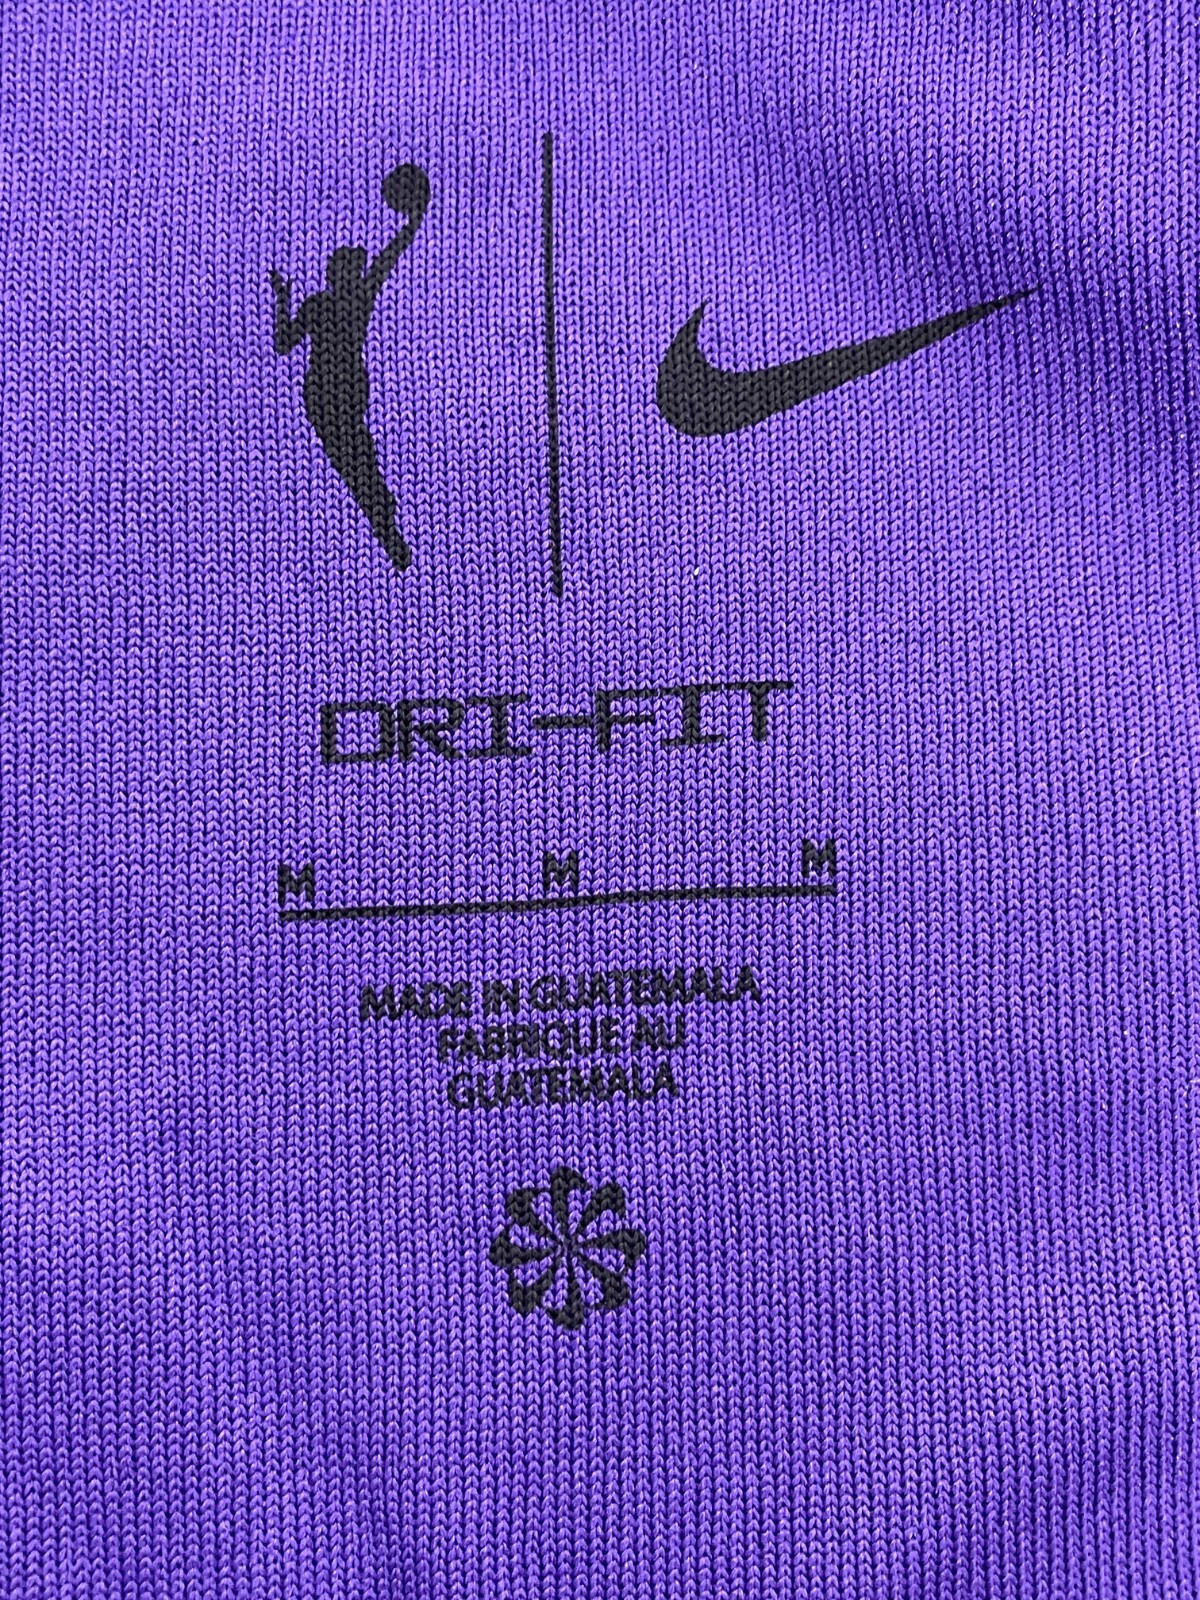 DRI-FIT
M M M
MADE IN GUATEMALA
FABRIQUE AU
GUATEMALA